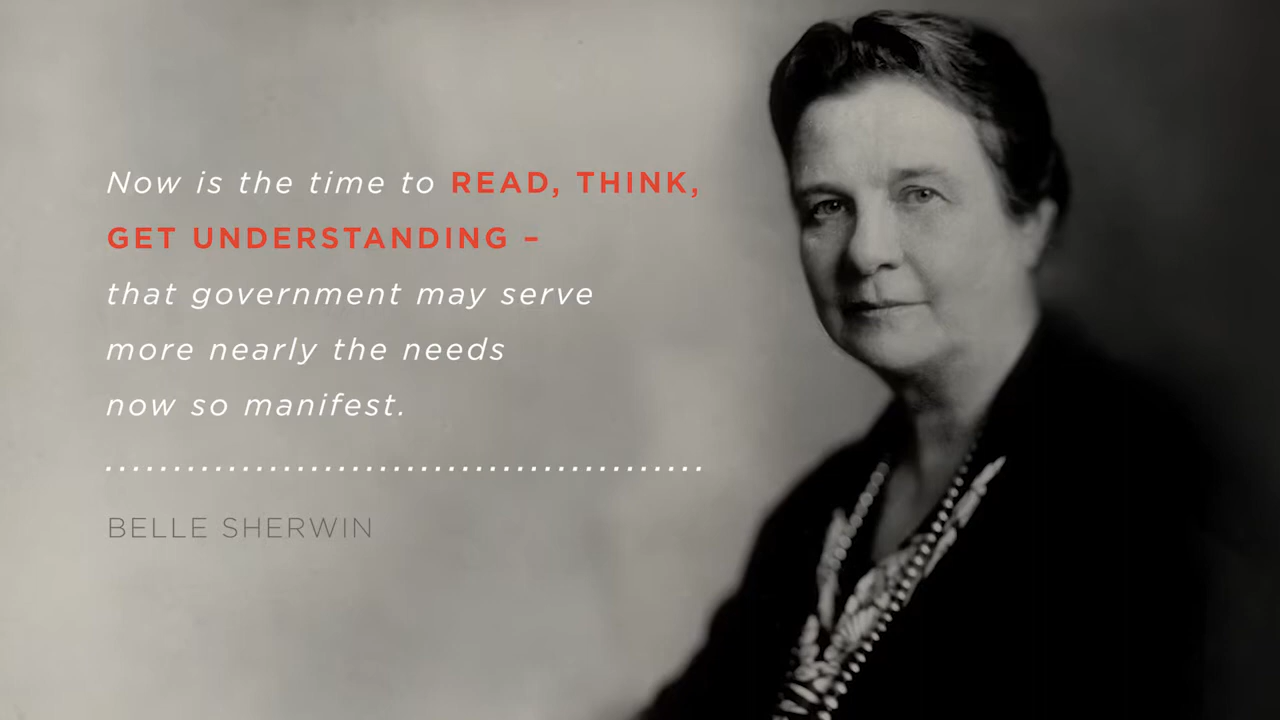 Now is the time to READ, THINK,
GET UNDERSTANDING –
that government may serve
more nearly the needs
now so manifest.
BELLE SHERWIN